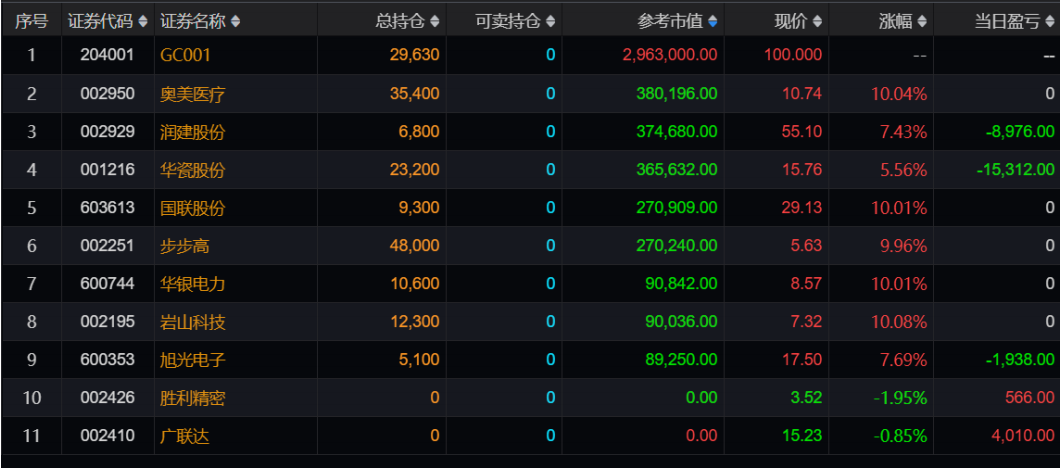 序号 证券代码 证券名称 总持仓 可卖持仓 参考市值 现价 涨幅 当日盈亏
1 204001 GC001 29,630 0 2,963,000.00 100.000 -- --
2 002950 奥美医疗 35,400 0 380,196.00 10.74 10.04% 0
3 002929 润建股份 6,800 0 374,680.00 55.10 7.43% -8,976.00
4 001216 华瓷股份 23,200 0 365,632.00 15.76 5.56% -15,312.00
5 603613 国联股份 9,300 0 270,909.00 29.13 10.01% 0
6 002251 步步高 48,000 0 270,240.00 5.63 9.96% 0
7 600744 华银电力 10,600 0 90,842.00 8.57 10.01% 0
8 002195 岩山科技 12,300 0 90,036.00 7.32 10.08% 0
9 600353 旭光电子 5,100 0 89,250.00 17.50 7.69% -1,938.00
10 002426 胜利精密 0 0 0.00 3.52 -1.95% 566.00
11 002410 广联达 0 0 0.00 15.23 -0.85% 4,010.00